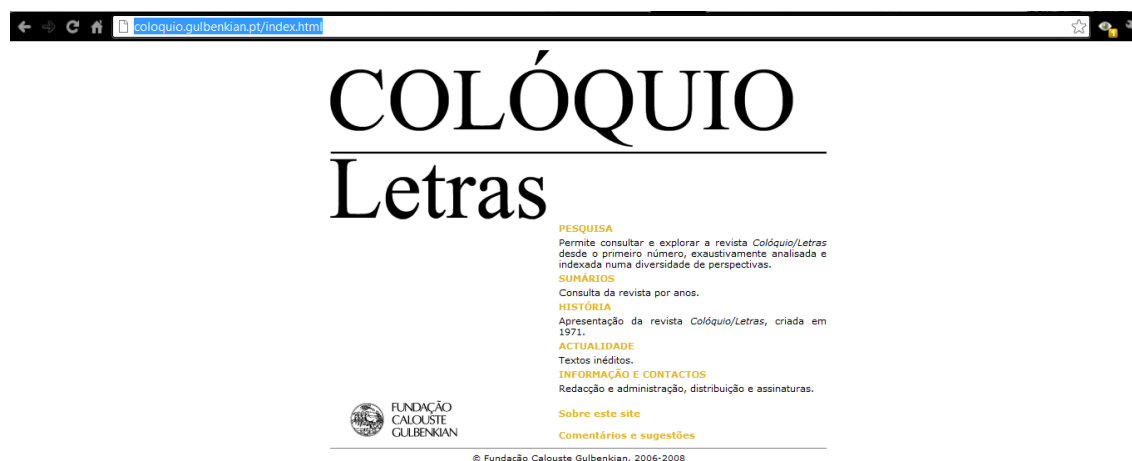 coloquio.gulbenkian.pt/index.html
COLÓQUIO
Letras
PESQUISA
Permite consultar e explorar a revista Colóquio/Letras
desde o primeiro número, exaustivamente analisada e
indexada numa diversidade de perspectivas.
SUMÁRIOS
Consulta da revista por anos.
HISTÓRIA
Apresentação da revista Colóquio/Letras, criada em
1971.
ACTUALIDADE
Textos inéditos.
INFORMAÇÃO E CONTACTOS
Redacção e administração, distribuição e assinaturas.
FUNDAÇÃO
CALOUSTE
GULBENKIAN
Sobre este site
Comentários e sugestões
© Fundação Calouste Gulbenkian, 2006-2008